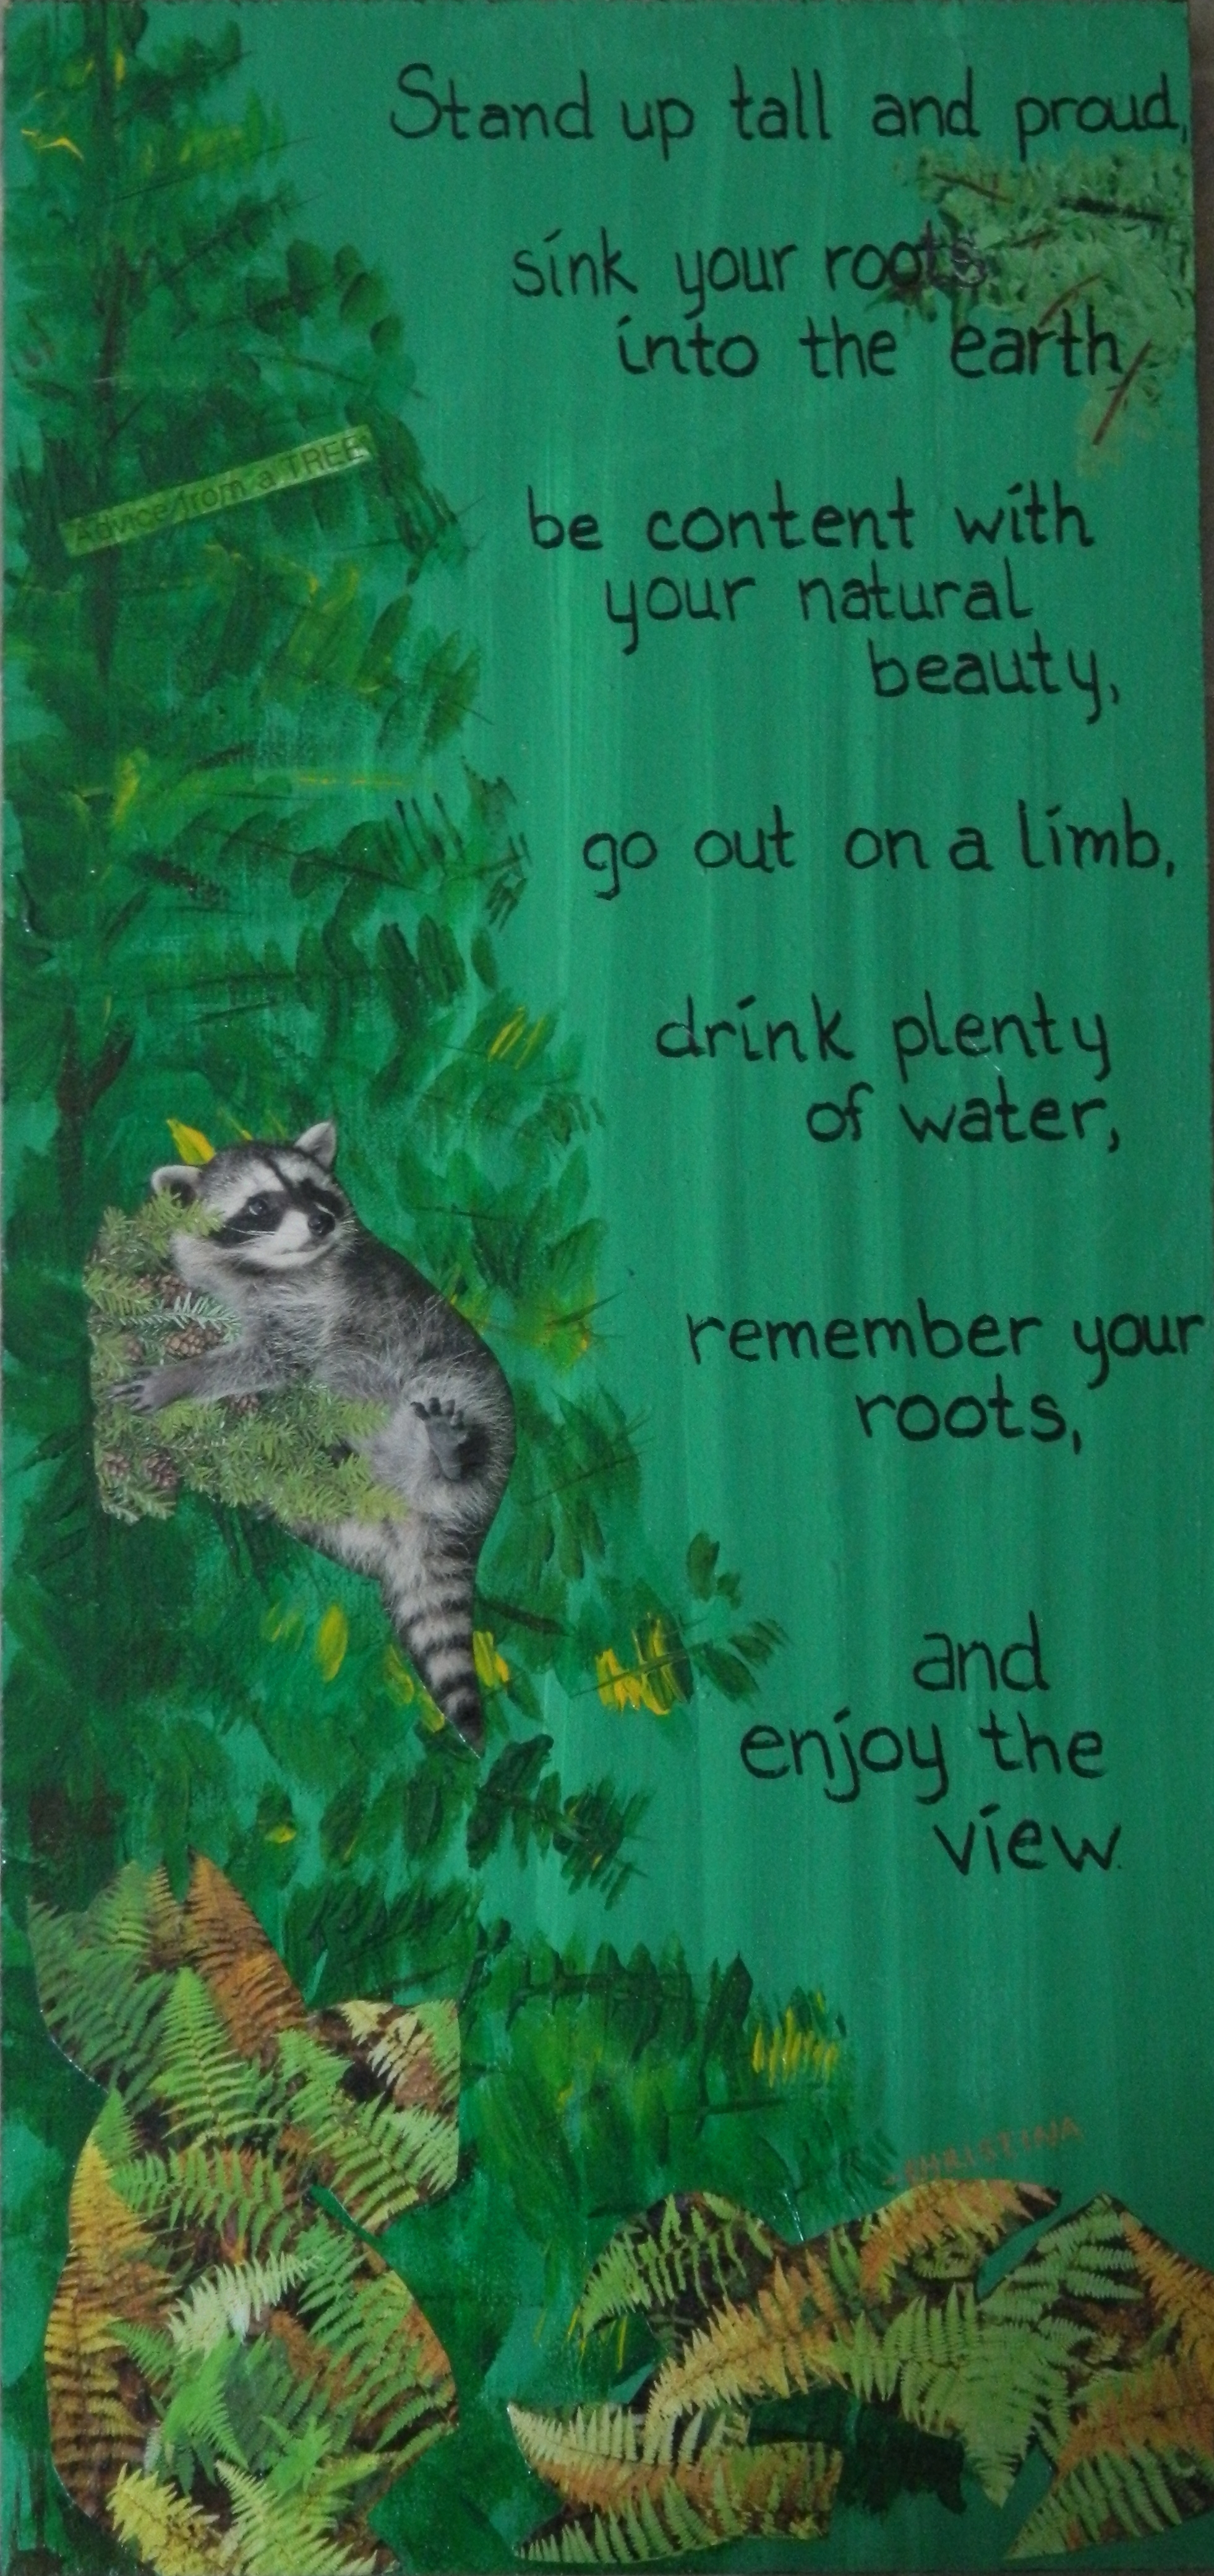 Stand up tall and proud,
sink your roots
into the earth,
Advice from a TREE
be content with
your natural
beauty,
go out on a limb,
drink plenty
of water,
remember your
roots,
and
enjoy the
view.
CHRISTINA